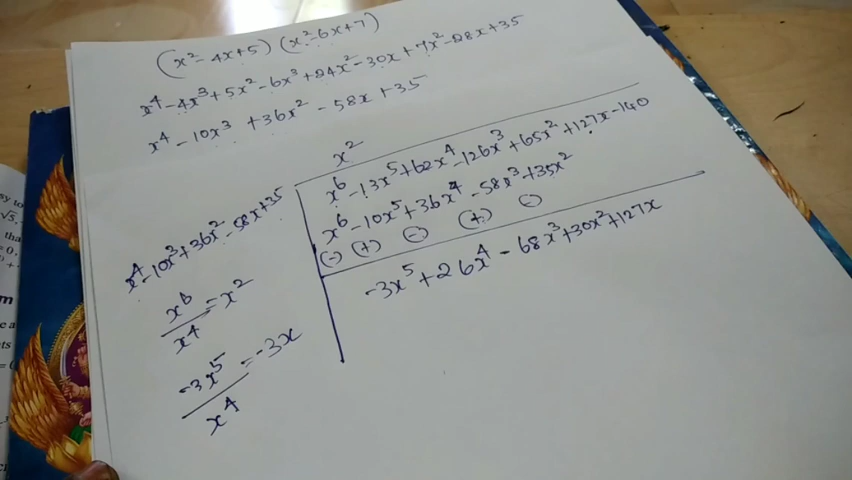 (x²-4x+5) (x²-6x+7)
x⁴-4x³+5x²-6x³+24x²-30x+7x²-28x+35
x⁴-10x³+36x²-58x+35
x²
x⁶-13x⁵+62x⁴-126x³+65x²+127x-140
x⁴-10x³+36x²-58x+35
x⁶-10x⁵+36x⁴-58x³+35x²
(-) (+) (-) (+) (-)
-3x⁵+26x⁴-68x³+30x²+127x
x⁶/x⁴=x²
-3x⁵/x⁴=-3x